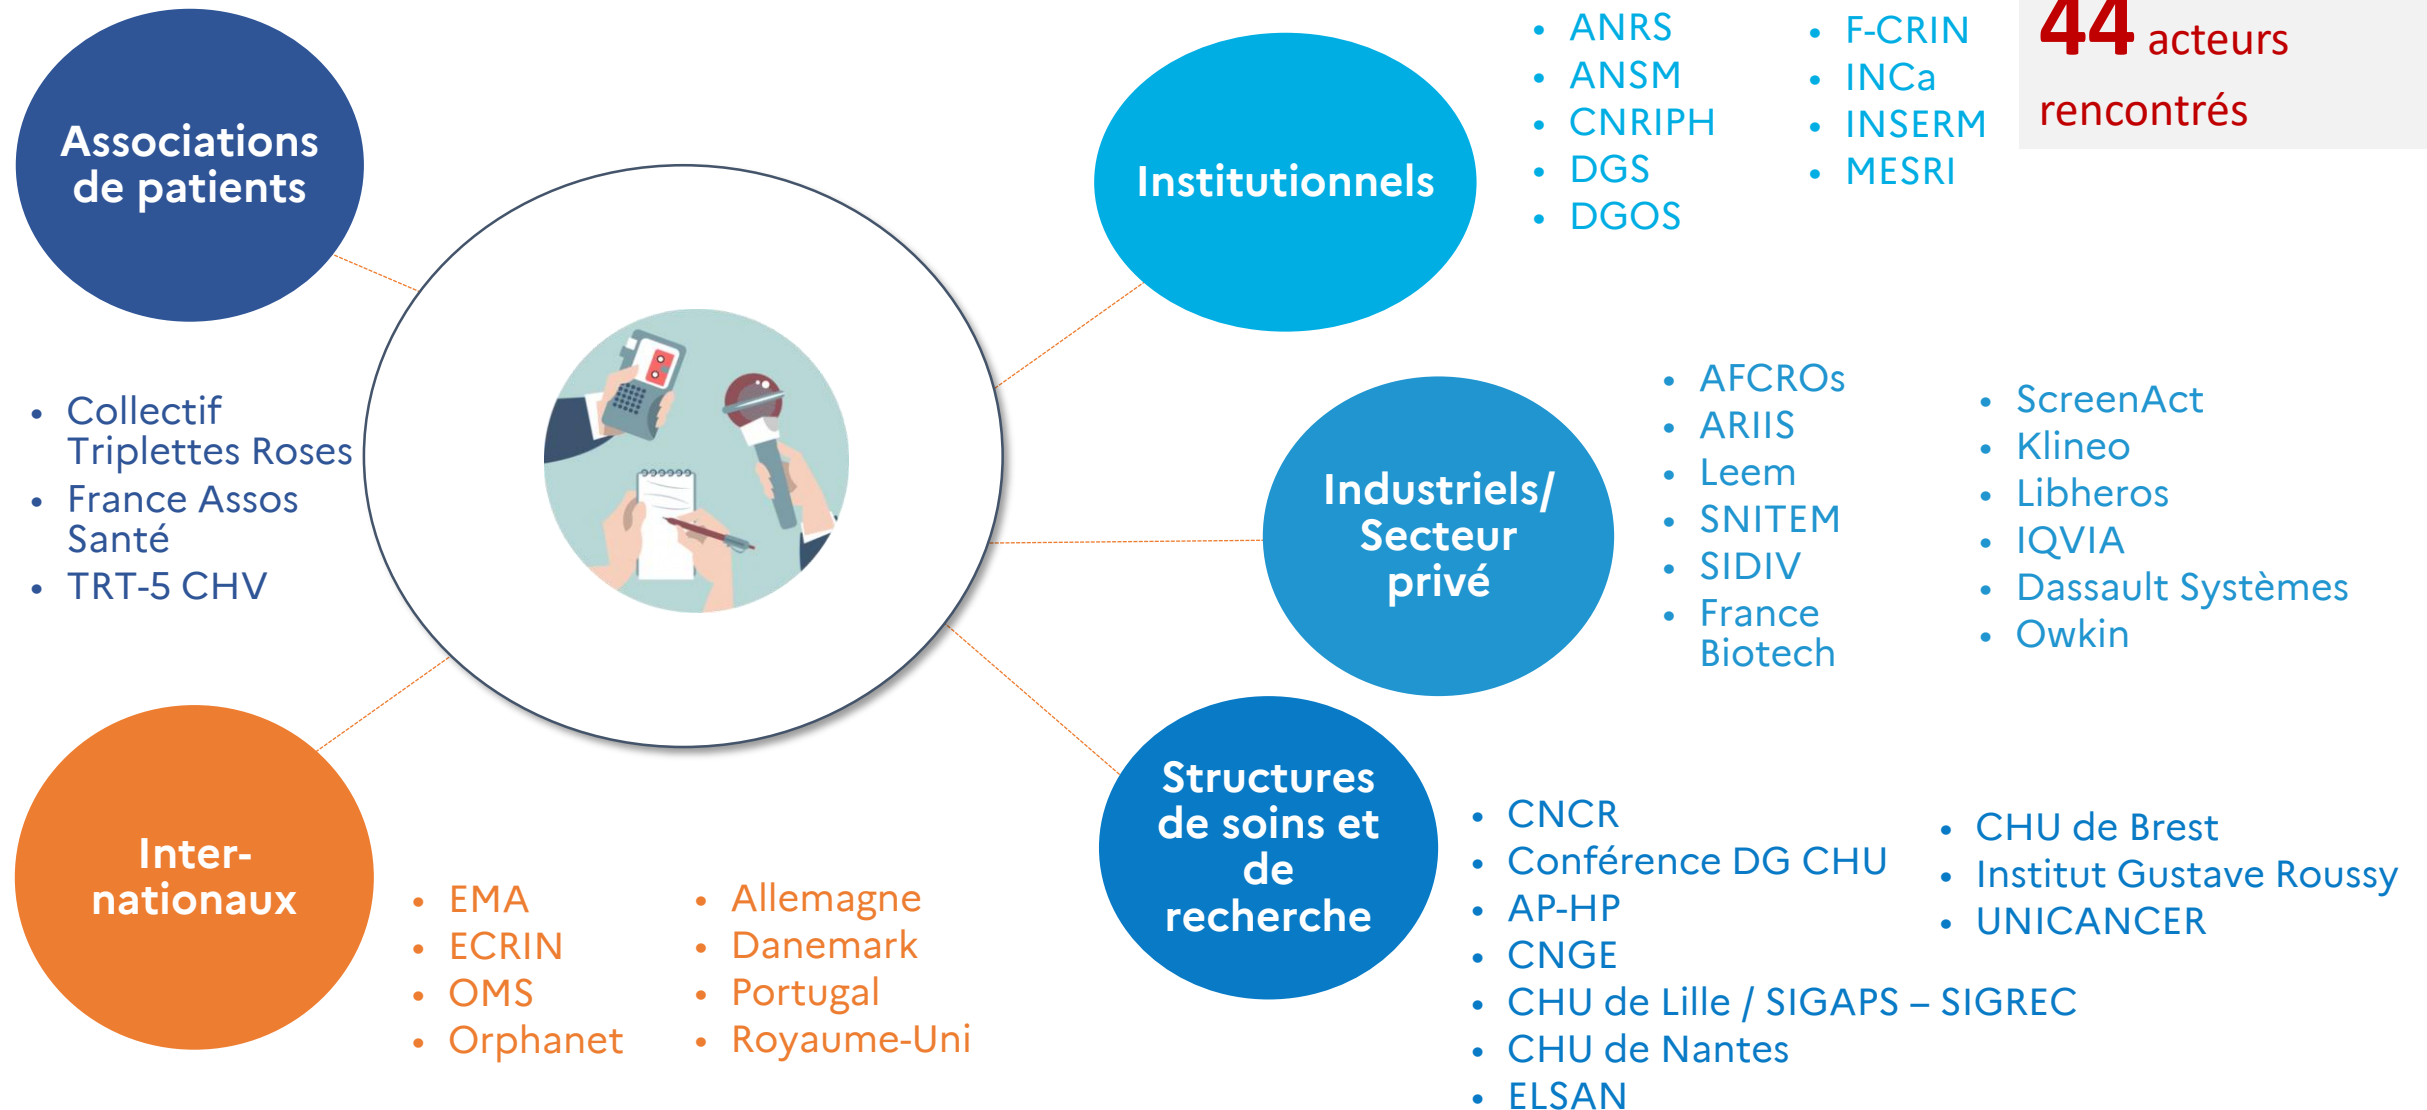 Associations
de patients
• Collectif
Triplettes Roses
• France Assos
Santé
• TRT-5 CHV
Inter-
nationaux
• EMA
• ECRIN
• OMS
• Orphanet
• Allemagne
• Danemark
• Portugal
• Royaume-Uni
Institutionnels
• ANRS
• ANSM
• CNRIPH
• DGS
• DGOS
• F-CRIN
• INCa
• INSERM
• MESRI
44 acteurs
rencontrés
Industriels/
Secteur
privé
• AFCROs
• ARIIS
• Leem
• SNITEM
• SIDIV
• France
Biotech
• ScreenAct
• Klineo
• Libheros
• IQVIA
• Dassault Systèmes
• Owkin
Structures
de soins et
de
recherche
• CNCR
• Conférence DG CHU
• AP-HP
• CNGE
• CHU de Lille / SIGAPS – SIGREC
• CHU de Nantes
• ELSAN
• CHU de Brest
• Institut Gustave Roussy
• UNICANCER